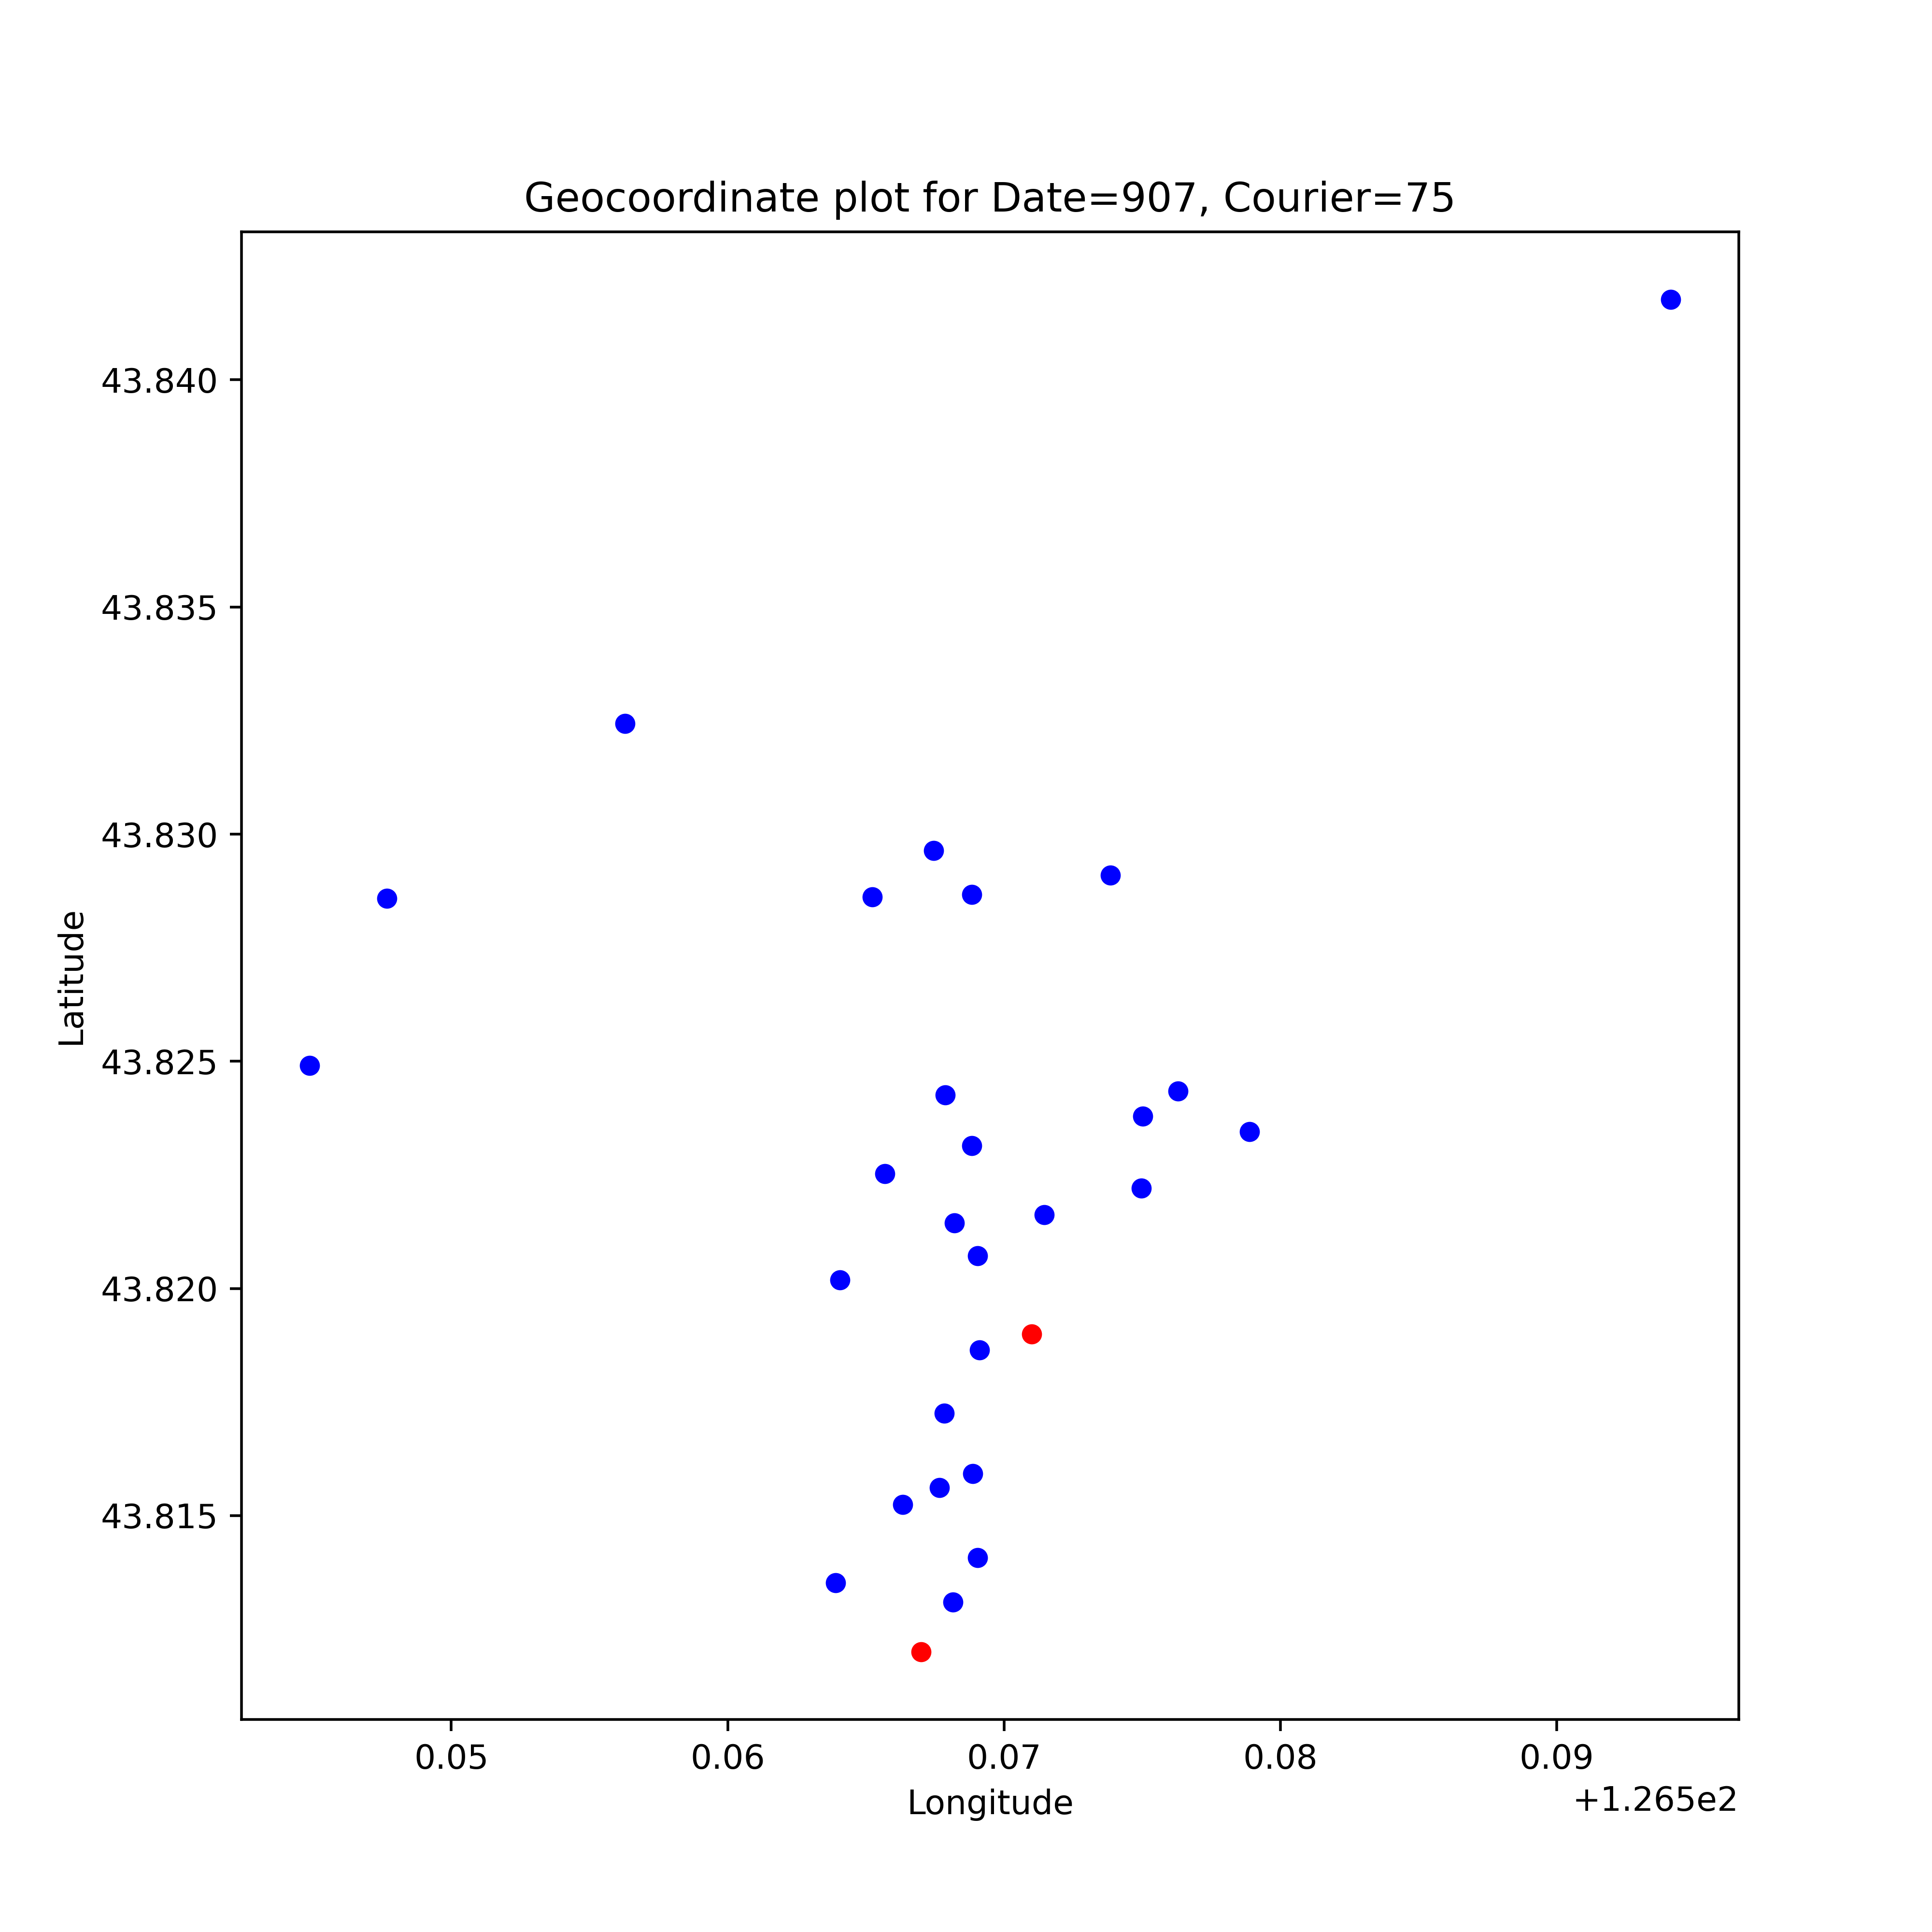 Geocoordinate plot for Date=907, Courier=75
43.840
43.835
43.830
43.825
43.820
43.815
Latitude
0.05 0.06 0.07 0.08 0.09
+1.265e2
Longitude